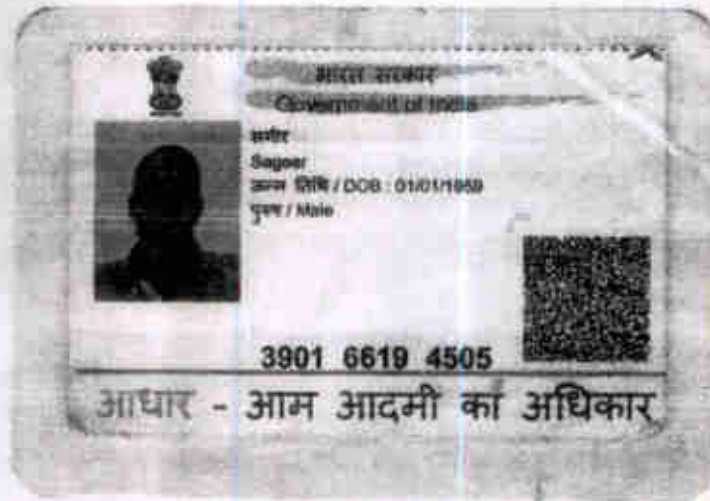 भारत सरकार
Government of India
सगीर
Sageer
जन्म तिथि / DOB : 01/01/1959
पुरुष / Male
3901 6619 4505
आधार - आम आदमी का अधिकार